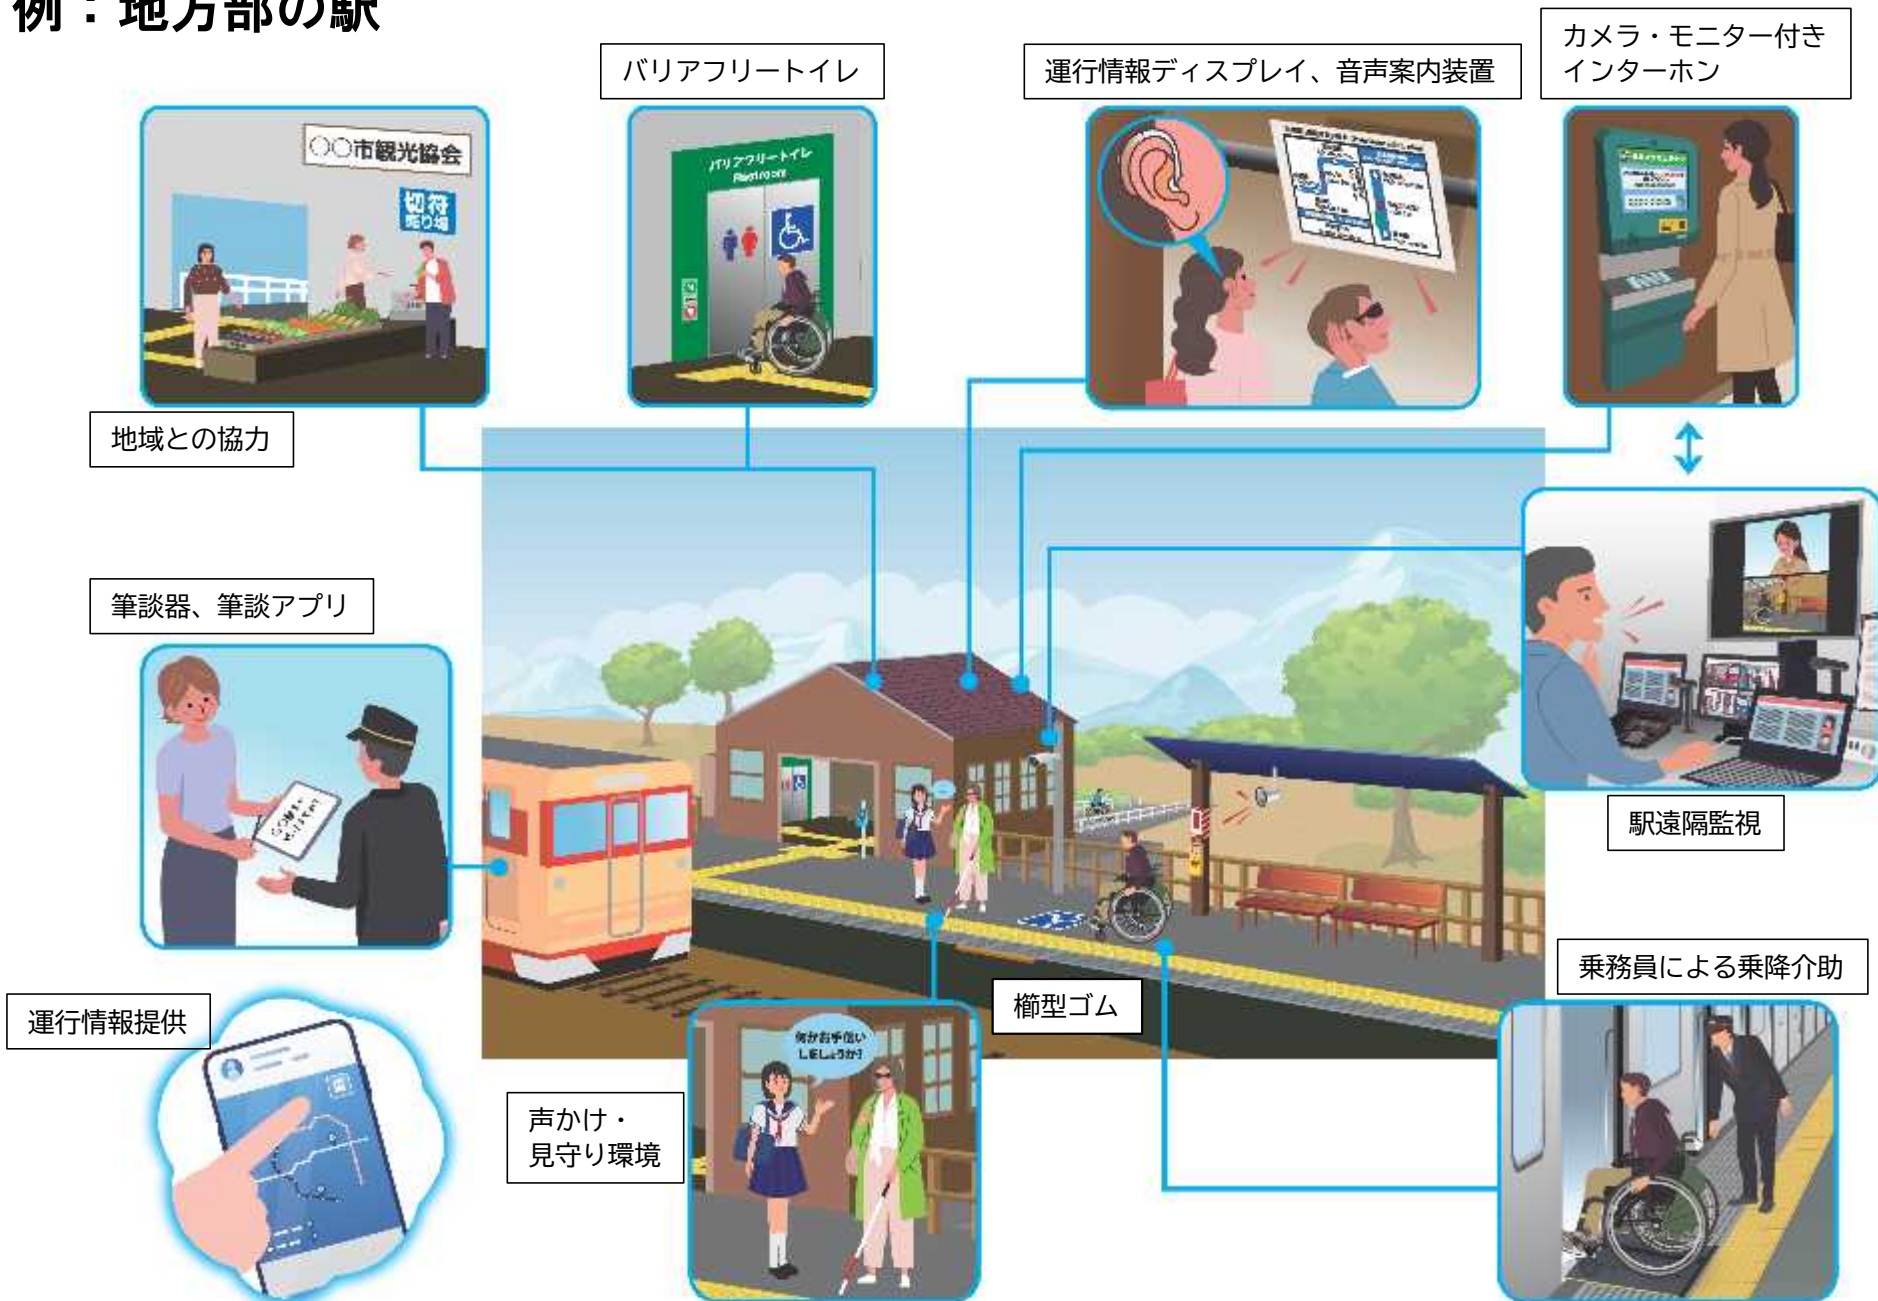 例：地方部の駅
バリアフリートイレ
運行情報ディスプレイ、音声案内装置
カメラ・モニター付き
インターホン
○○市観光協会
切符
売り場
バリアフリートイレ
Restroom
地域との協力
筆談器、筆談アプリ
駅遠隔監視
乗務員による乗降介助
運行情報提供
櫛型ゴム
何かお手伝い
しましょうか?
声かけ・
見守り環境